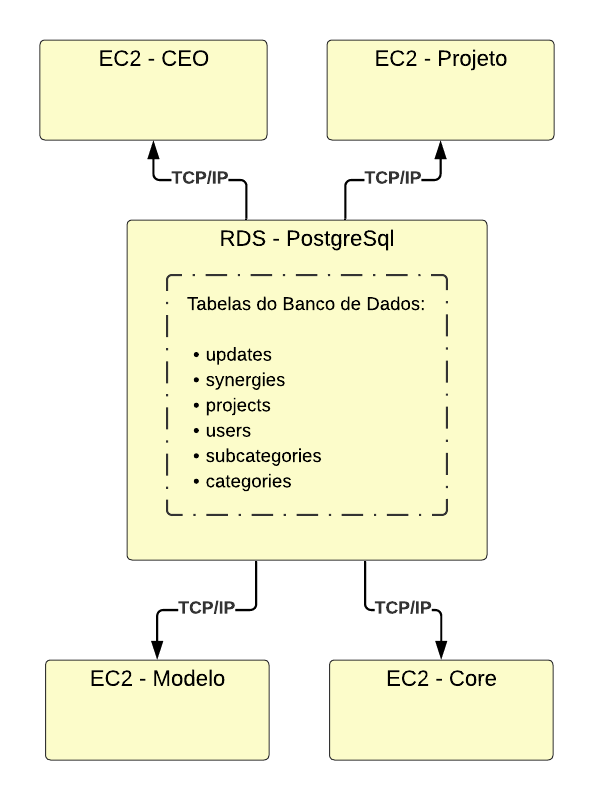 EC2 - CEO
EC2 - Projeto
TCP/IP
TCP/IP
RDS - PostgreSql
Tabelas do Banco de Dados:
• updates
• synergies
• projects
• users
• subcategories
• categories
TCP/IP
TCP/IP
EC2 - Modelo
EC2 - Core